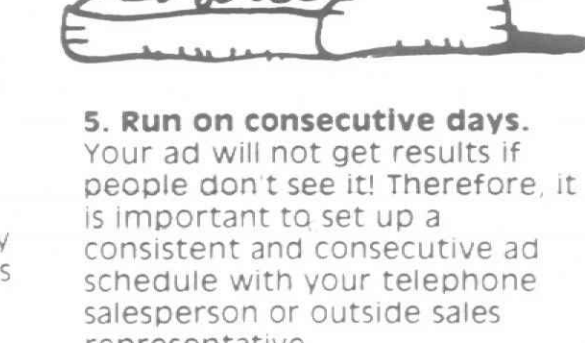 5. Run on consecutive days.
Your ad will not get results if
people don't see it! Therefore, it
is important to set up a
consistent and consecutive ad
schedule with your telephone
salesperson or outside sales
representative